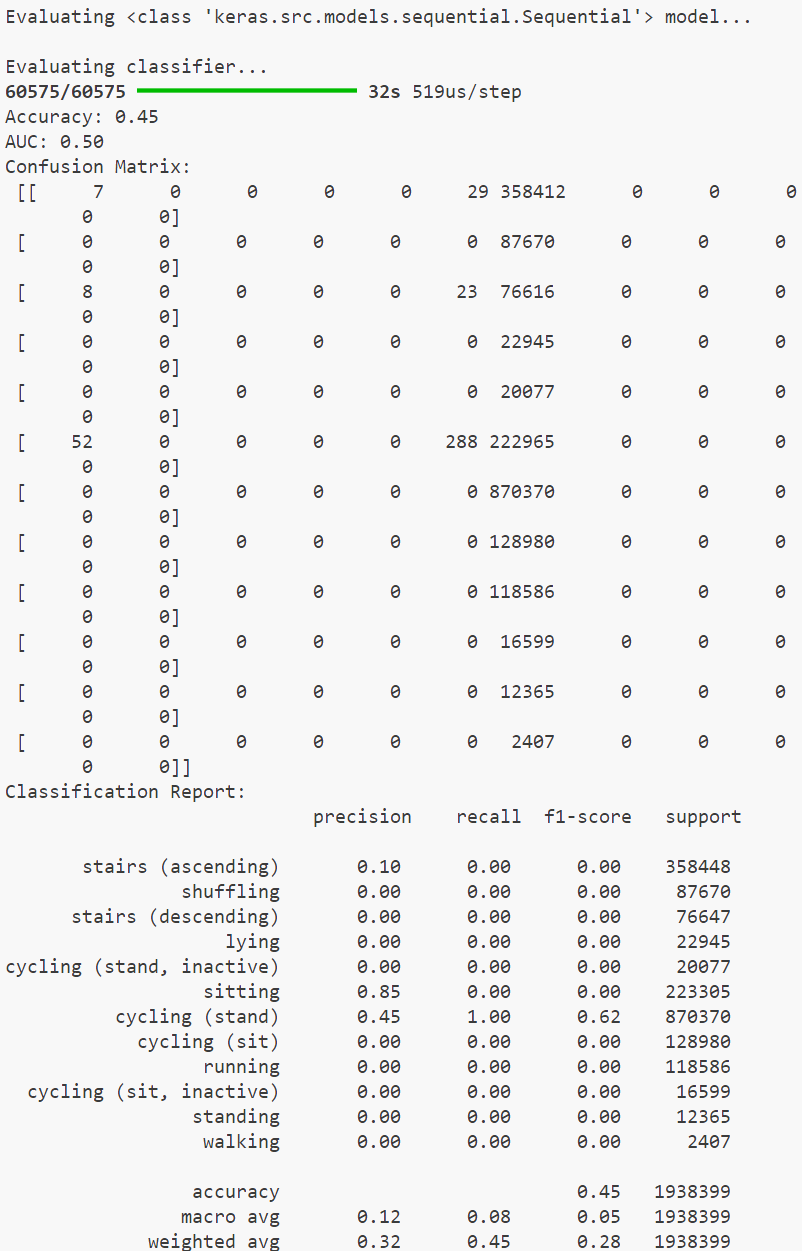 Evaluating <class 'keras.src.models.sequential.Sequential'> model...
Evaluating classifier...
60575/60575 32s 519us/step
Accuracy: 0.45
AUC: 0.50
Confusion Matrix:
[[ 7 0 0 0 0 29 358412 0 0 0
0 0]
[ 0 0 0 0 0 0 87670 0 0 0
0 0]
[ 8 0 0 0 0 23 76616 0 0 0
0 0]
[ 0 0 0 0 0 0 22945 0 0 0
0 0]
[ 0 0 0 0 0 0 20077 0 0 0
0 0]
[ 52 0 0 0 0 288 222965 0 0 0
0 0]
[ 0 0 0 0 0 0 870370 0 0 0
0 0]
[ 0 0 0 0 0 0 128980 0 0 0
0 0]
[ 0 0 0 0 0 0 118586 0 0 0
0 0]
[ 0 0 0 0 0 0 16599 0 0 0
0 0]
[ 0 0 0 0 0 0 12365 0 0 0
0 0]
[ 0 0 0 0 0 0 2407 0 0 0
0 0]]
Classification Report:
precision recall f1-score support
stairs (ascending) 0.10 0.00 0.00 358448
shuffling 0.00 0.00 0.00 87670
stairs (descending) 0.00 0.00 0.00 76647
lying 0.00 0.00 0.00 22945
cycling (stand, inactive) 0.00 0.00 0.00 20077
sitting 0.85 0.00 0.00 223305
cycling (stand) 0.45 1.00 0.62 870370
cycling (sit) 0.00 0.00 0.00 128980
running 0.00 0.00 0.00 118586
cycling (sit, inactive) 0.00 0.00 0.00 16599
standing 0.00 0.00 0.00 12365
walking 0.00 0.00 0.00 2407
accuracy 0.45 1938399
macro avg 0.12 0.08 0.05 1938399
weighted avg 0.32 0.45 0.28 1938399